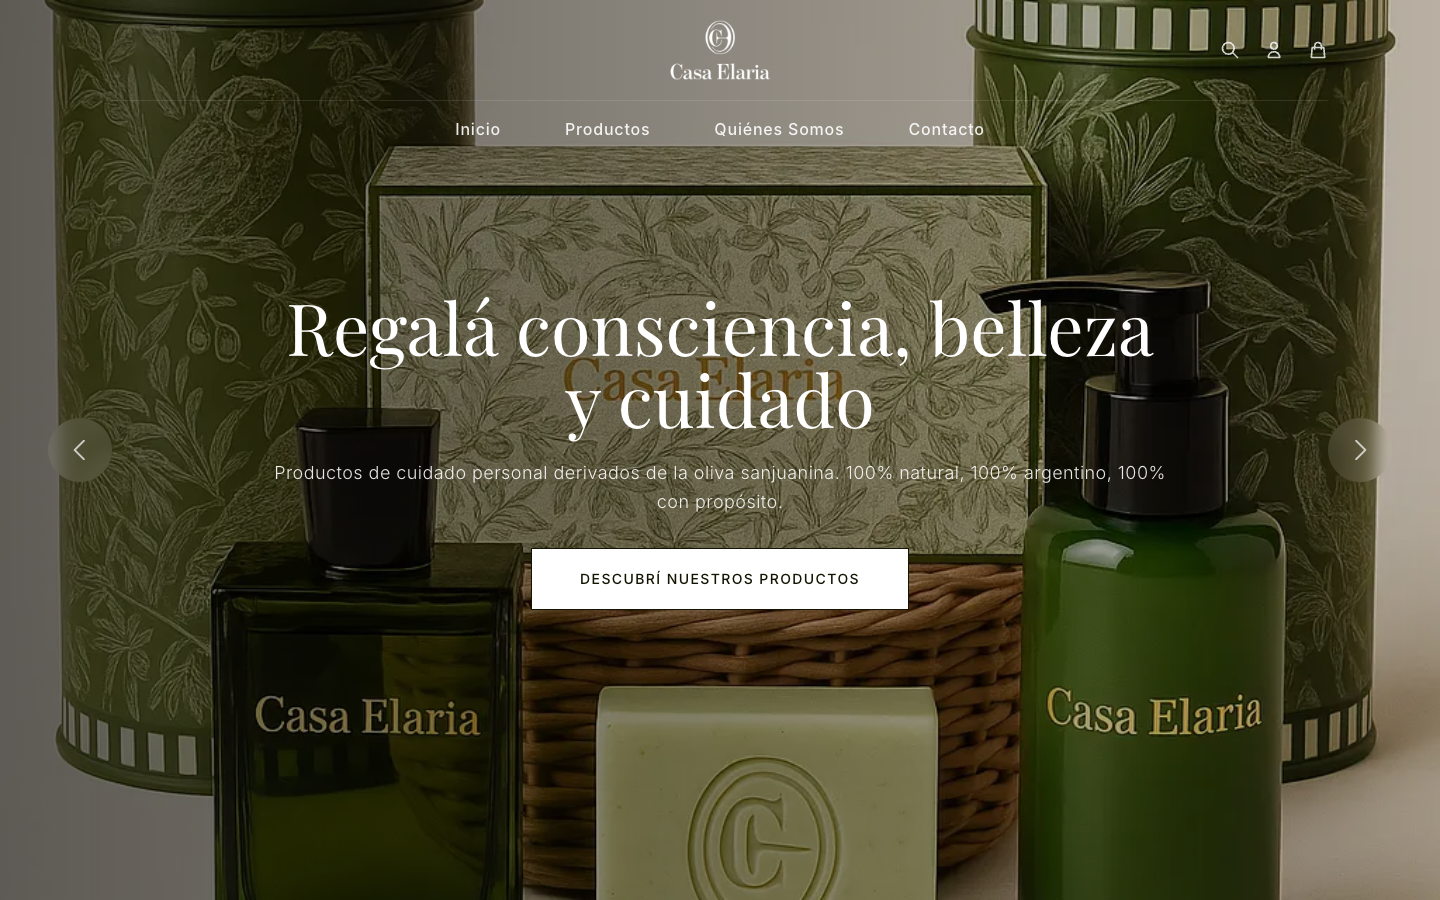 Casa Elaria
Inicio
Productos
Quiénes Somos
Contacto
Casa Elaria
Regalá consciencia, belleza
y cuidado
Productos de cuidado personal derivados de la oliva sanjuanina. 100% natural, 100% argentino, 100%
con propósito.
DESCUBRÍ NUESTROS PRODUCTOS
Casa Elaria
Casa Elaria